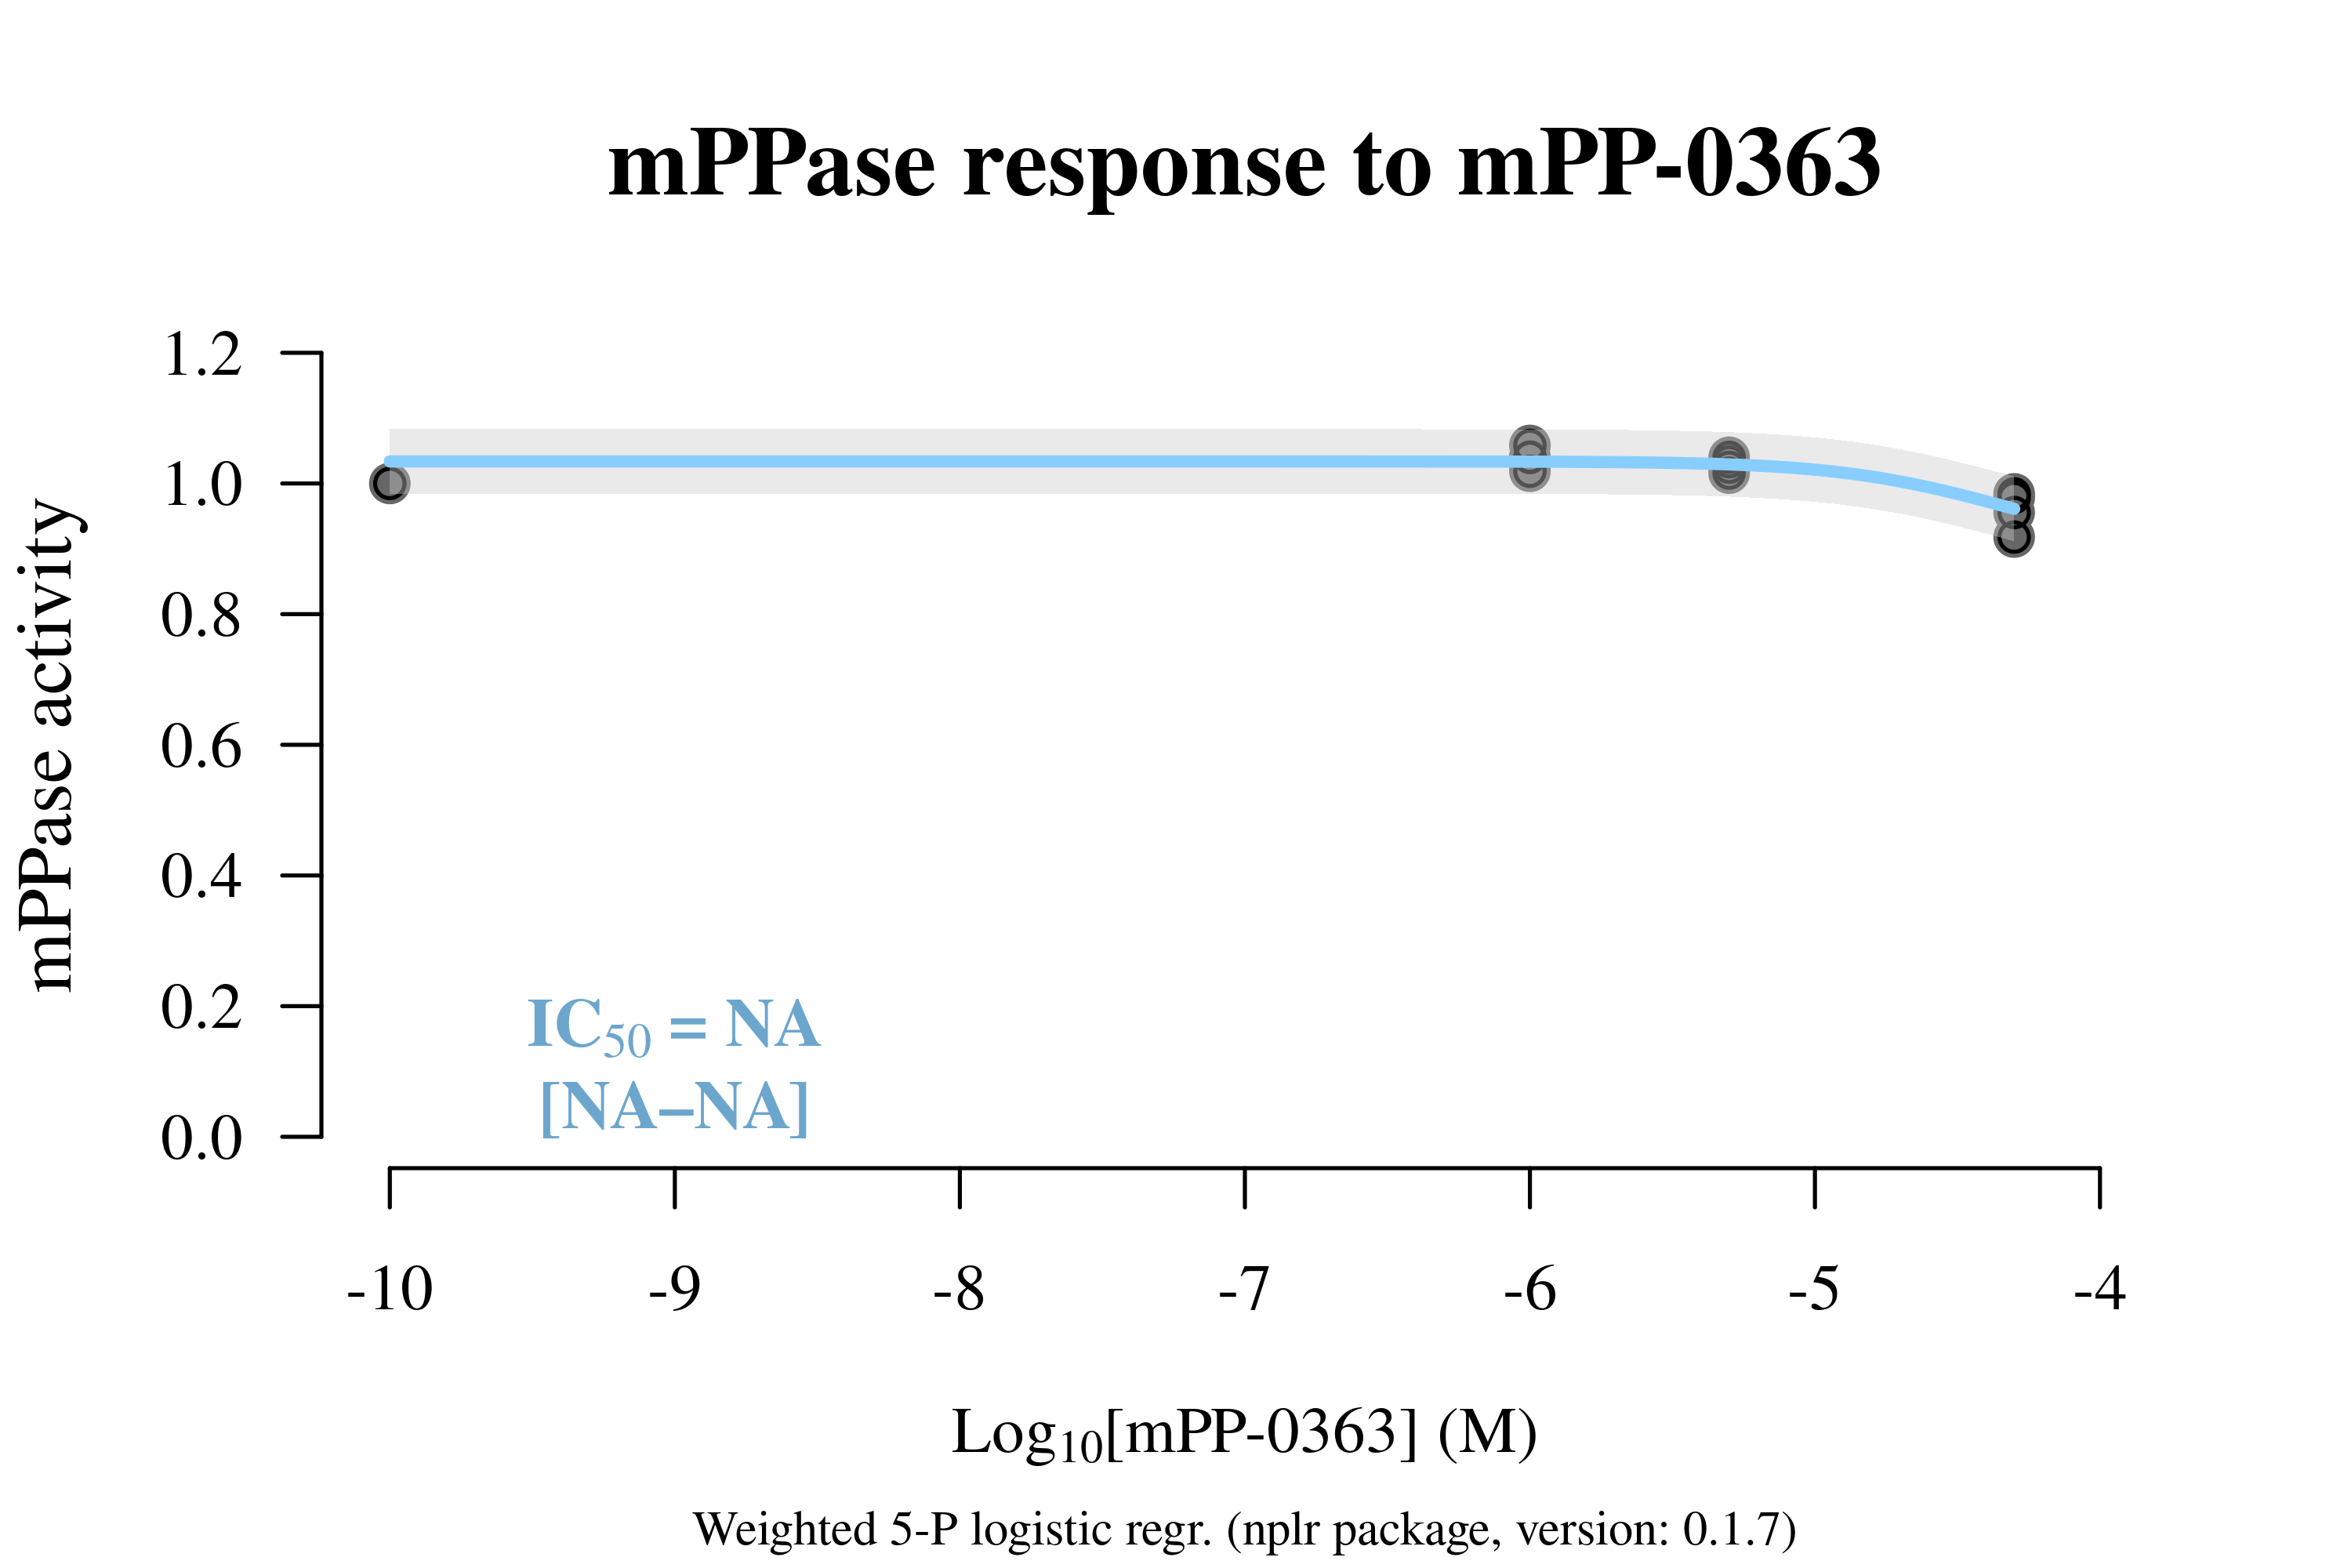 mPPase response to mPP-0363
mPPase activity
1.2
1.0
0.8
0.6
0.4
0.2
0.0
IC50 = NA
[NA–NA]
-10 -9 -8 -7 -6 -5 -4
Log10[mPP-0363] (M)
Weighted 5-P logistic regr. (nplr package, version: 0.1.7)